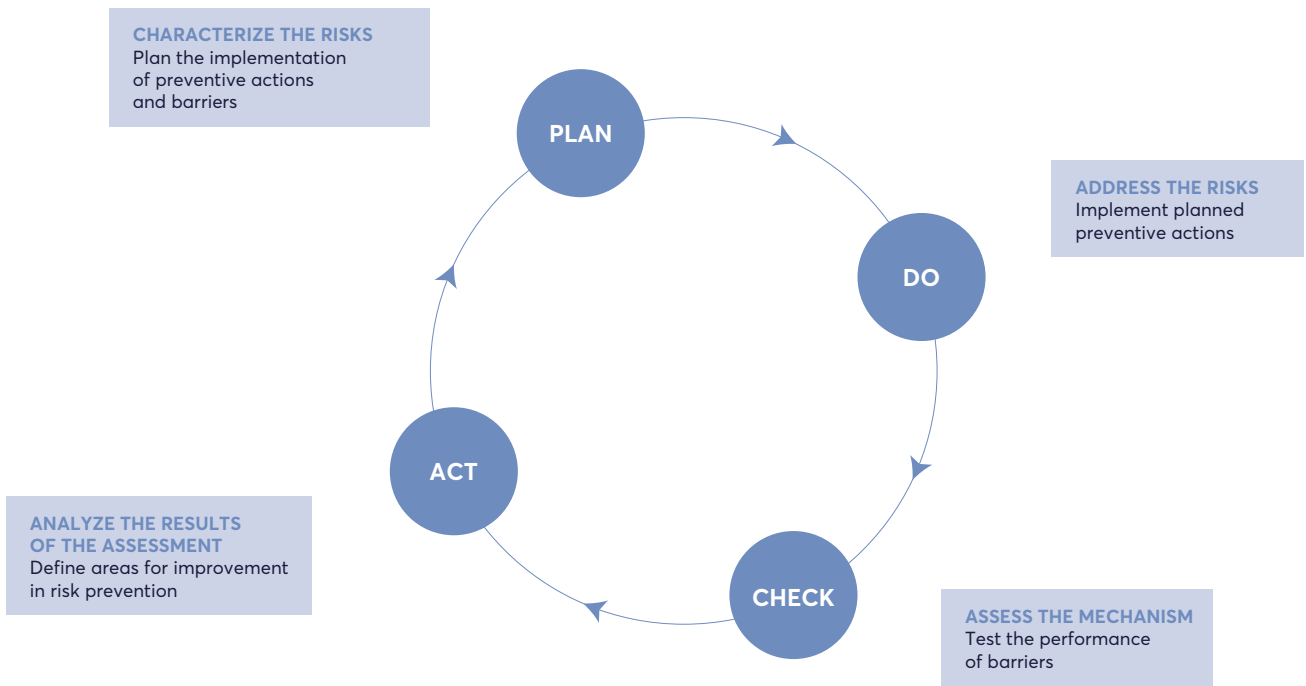 CHARACTERIZE THE RISKS
Plan the implementation
of preventive actions
and barriers
PLAN
ADDRESS THE RISKS
Implement planned
preventive actions
DO
ACT
ANALYZE THE RESULTS
OF THE ASSESSMENT
Define areas for improvement
in risk prevention
CHECK
ASSESS THE MECHANISM
Test the performance
of barriers